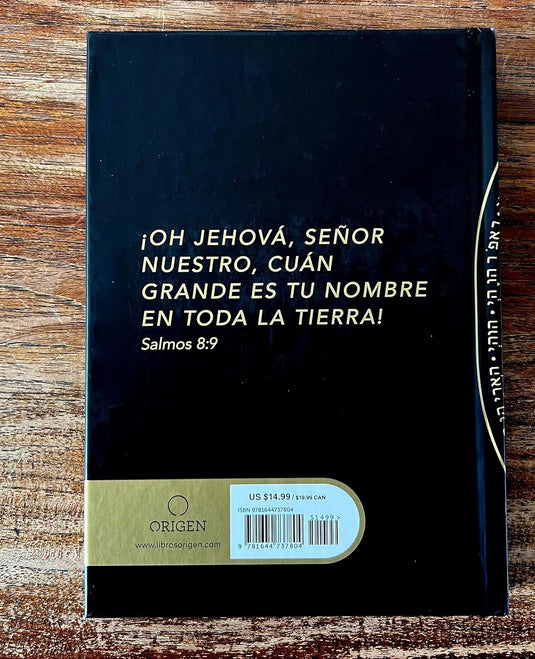 ¡OH JEHOVÁ, SEÑOR
NUESTRO, CUÁN
GRANDE ES TU NOMBRE
EN TODA LA TIERRA!
Salmos 8:9
ORIGEN
www.librosorigen.com
US $14.99 / $19.99 CAN
ISBN 9781644737804
51499>
9 781644 737804